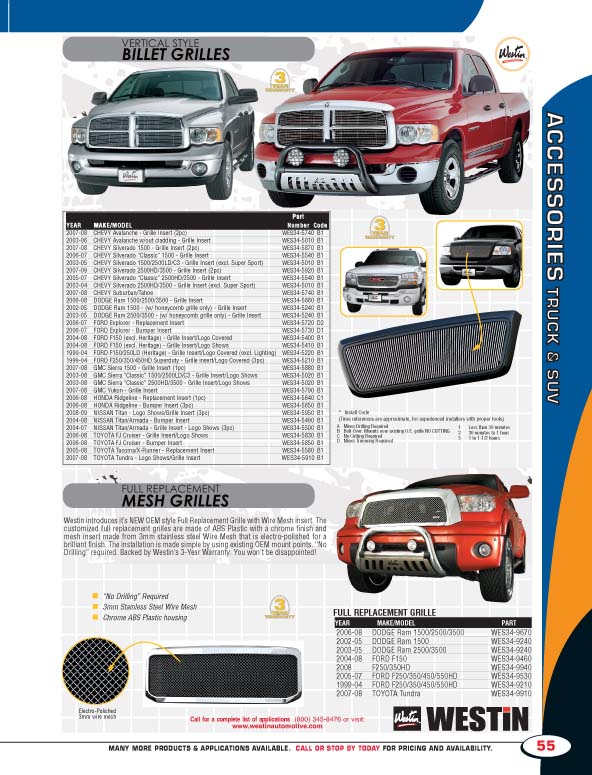 VERTICAL STYLE
BILLET GRILLES
Westin
3
YEAR
WARRANTY
ACCESSORIES TRUCK & SUV
Part
YEAR MAKE/MODEL Number Code
2007-08 CHEVY Avalanche - Grille Insert (2pc) WES34-5740 B1
2003-06 CHEVY Avalanche w/out cladding - Grille Insert WES34-5010 B1
2007-08 CHEVY Silverado 1500 - Grille Insert (2pc) WES34-5870 B1
2006-07 CHEVY Silverado "Classic" 1500 - Grille Insert WES34-5540 B1
2003-05 CHEVY Silverado 1500/2500LD/C3 - Grille Insert (excl. Super Sport) WES34-5010 B1
2007-09 CHEVY Silverado 2500HD/3500 - Grille Insert (2pc) WES34-5920 B1
2005-07 CHEVY Silverado "Classic" 2500HD/3500 - Grille Insert WES34-5540 B1
2003-04 CHEVY Silverado 2500HD/3500 - Grille Insert (excl. Super Sport) WES34-5010 B1
2007-08 CHEVY Suburban/Tahoe WES34-5740 B1
2006-08 DODGE Ram 1500/2500/3500 - Grille Insert WES34-5660 B1
2002-05 DODGE Ram 1500 - (w/ honeycomb grille only) - Grille Insert WES34-5240 B1
2002-05 DODGE Ram 2500/3500 - (w/ honeycomb grille only) - Grille Insert WES34-5240 B1
2006-07 FORD Explorer - Replacement Insert WES34-5720 D2
2006-07 FORD Explorer - Bumper Insert WES34-5730 D1
2004-08 FORD F150 (excl. Heritage) - Grille Insert/Logo Covered WES34-5400 B1
2004-08 FORD F150 (excl. Heritage) - Grille Insert/Logo Shows WES34-5410 B1
1999-04 FORD F150/250LD (Heritage) - Grille Insert/Logo Covered (excl. Lighting) WES34-5220 B1
1999-04 FORD F250/350/450HD Superduty - Grille Insert/Logo Covered (3pc) WES34-5210 B1
2007-08 GMC Sierra 1500 - Grille Insert (1pc) WES34-5880 B1
2003-08 GMC Sierra "Classic" 1500/2500LD/C3 - Grille Insert/Logo Shows WES34-5020 B1
2003-08 GMC Sierra "Classic" 2500HD/3500 - Grille Insert/Logo Shows WES34-5020 B1
2007-08 GMC Yukon - Grille Insert WES34-5790 B1
2006-08 HONDA Ridgeline - Replacement Insert (1pc) WES34-5640 C1
2006-08 HONDA Ridgeline - Bumper Insert (3pc) WES34-5650 B1
2008-09 NISSAN Titan - Logo Shows/Grille Insert (3pc) WES34-5950 B1
2004-08 NISSAN Titan/Armada - Bumper Insert WES34-5490 B1
2004-07 NISSAN Titan/Armada - Grille Insert - Logo Shows (3pc) WES34-5500 B1
2006-08 TOYOTA FJ Cruiser - Grille Insert/Logo Shows WES34-5830 B1
2006-08 TOYOTA FJ Cruiser - Bumper Insert WES34-5850 B1
2005-08 TOYOTA Tacoma/X-Runner - Replacement Insert WES34-5580 B1
2007-08 TOYOTA Tundra - Logo Shows/Grille Insert WES34-5910 B1
3
YEAR
WARRANTY
* Install Code
(Time references are approximate, for experienced installers with proper tools)
A Minor Drilling Required 1 Less than 30 minutes
B Bolt-Over: Mounts over existing O.E. grille NO CUTTING 2 30 minutes to 1 hour
C No Cutting Required 3 1 to 1-1/2 hours
D Minor Trimming Required
FULL REPLACEMENT
MESH GRILLES
Westin introduces it's NEW OEM style Full Replacement Grille with Wire Mesh insert. The
customized full replacement grilles are made of ABS Plastic with a chrome finish and
mesh insert made from 3mm stainless steel Wire Mesh that is electro-polished for a
brilliant finish. The installation is made simple by using existing OEM mount points. "No
Drilling" required. Backed by Westin's 3-Year Warranty. You won't be disappointed!
"No Drilling" Required
3mm Stainless Steel Wire Mesh
Chrome ABS Plastic housing
3
YEAR
WARRANTY
FULL REPLACEMENT GRILLE
YEAR MAKE/MODEL PART
2006-08 DODGE Ram 1500/2500/3500 WES34-9670
2002-05 DODGE Ram 1500 WES34-9240
2003-05 DODGE Ram 2500/3500 WES34-9240
2004-08 FORD F150 WES34-9460
2008 F250/350HD WES34-9940
2005-07 FORD F250/350/450/550HD WES34-9530
1999-04 FORD F250/350/450/550HD WES34-9210
2007-08 TOYOTA Tundra WES34-9910
Electro-Polished
3mm wire mesh
Call for a complete list of applications (800) 345-8476 or visit:
www.westinautomotive.com
Westin WESTiN
MANY MORE PRODUCTS & APPLICATIONS AVAILABLE. CALL OR STOP BY TODAY FOR PRICING AND AVAILABILITY.
55